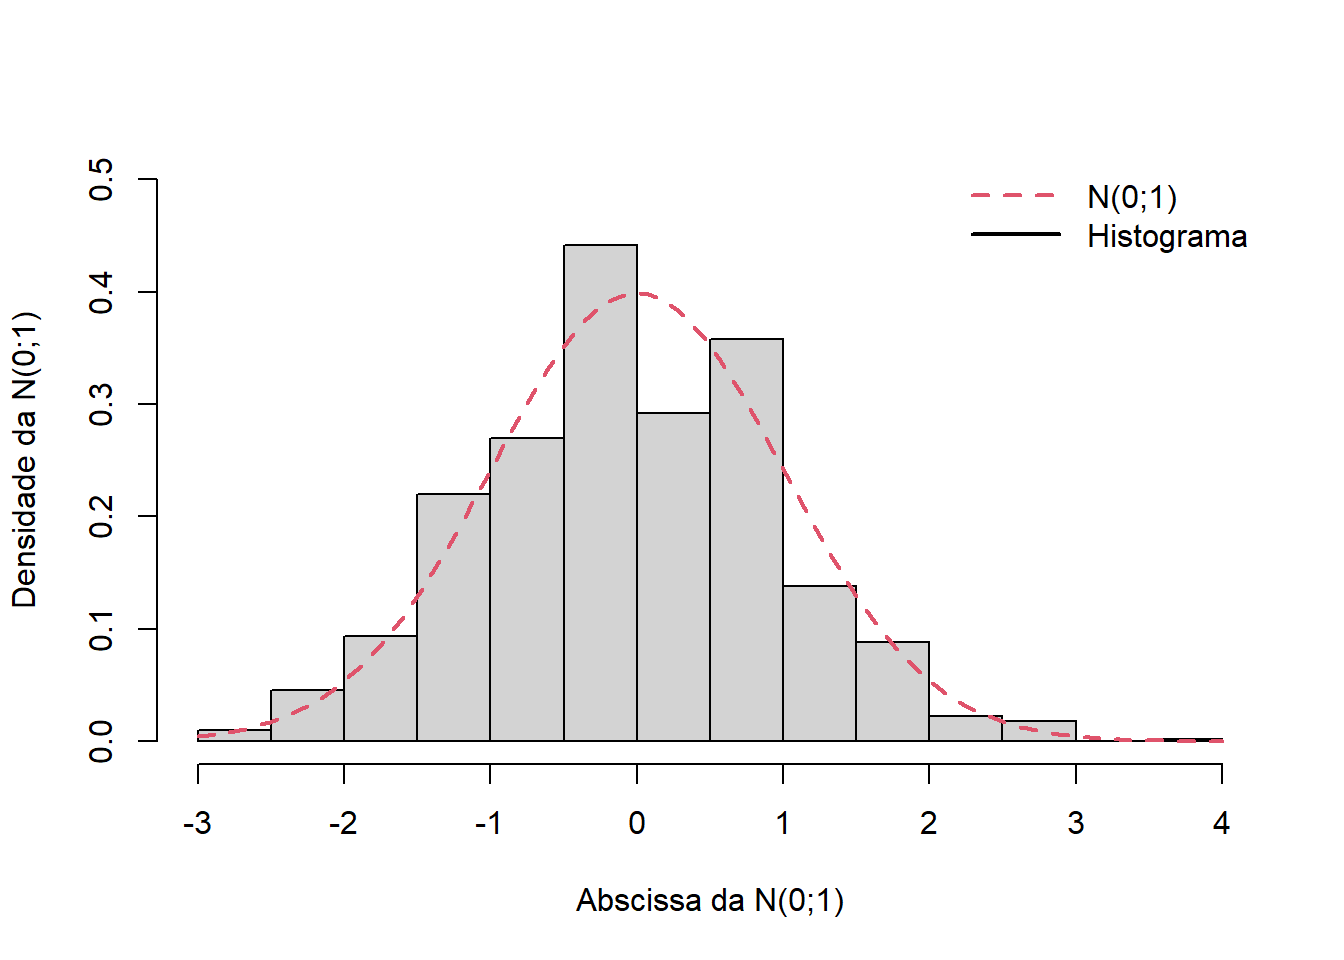 N(0;1)
Histograma
Densidade da N(0;1)
0.5
0.4
0.3
0.2
0.1
0.0
-3 -2 -1 0 1 2 3 4
Abscissa da N(0;1)